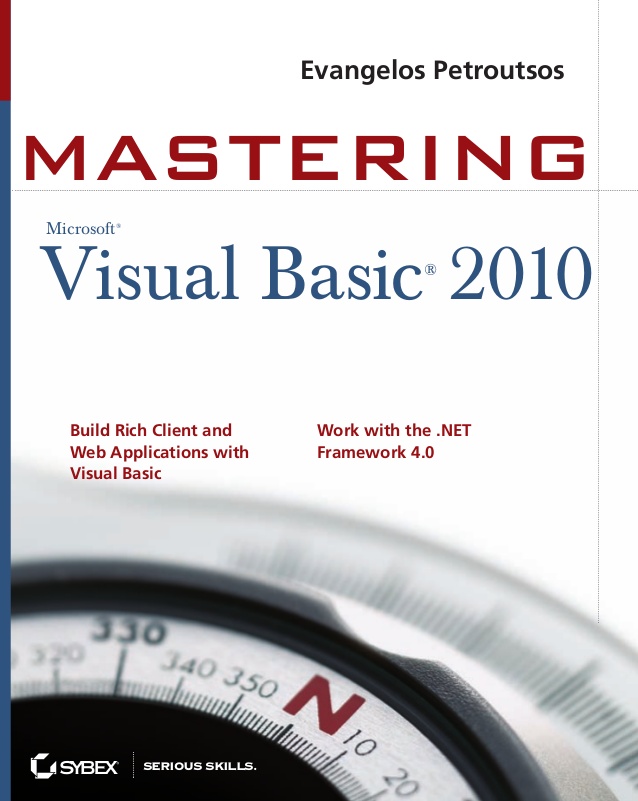 Evangelos Petroutsos
MASTERING
Microsoft®
Visual Basic® 2010
Build Rich Client and
Web Applications with
Visual Basic
Work with the .NET
Framework 4.0
320
330
340
350
N
10
20
SYBEX®
SERIOUS SKILLS.